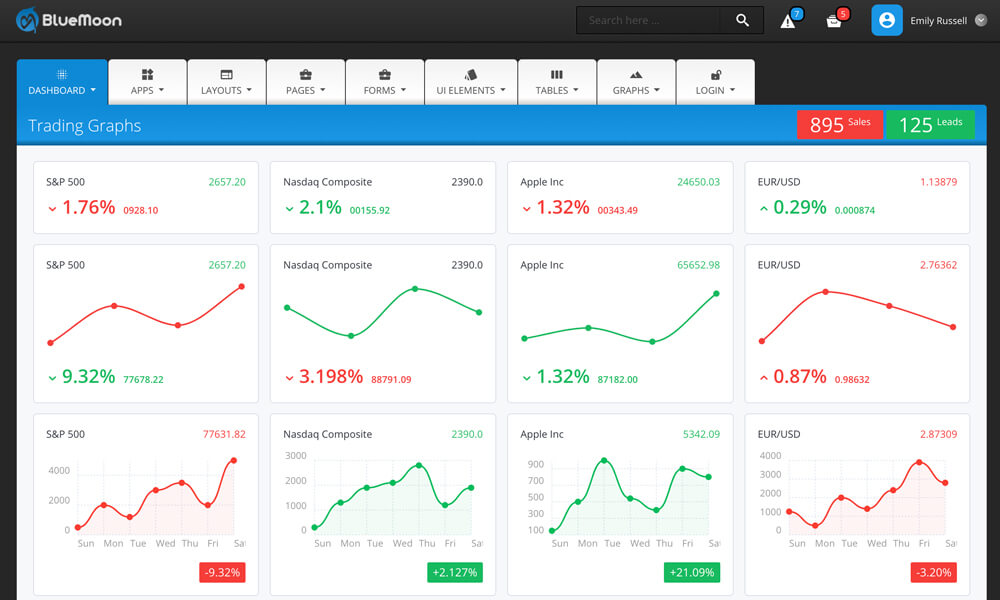 BlueMoon
Search here ...
7
5
Emily Russell
DASHBOARD
APPS
LAYOUTS
PAGES
FORMS
UI ELEMENTS
TABLES
GRAPHS
LOGIN
Trading Graphs
895 Sales
125 Leads
S&P 500 2657.20
1.76% 0928.10
Nasdaq Composite 2390.0
2.1% 00155.92
Apple Inc 24650.03
1.32% 00343.49
EUR/USD 1.13879
0.29% 0.000874
S&P 500 2657.20
9.32% 77678.22
Nasdaq Composite 2390.0
3.198% 88791.09
Apple Inc 65652.98
1.32% 87182.00
EUR/USD 2.76362
0.87% 0.98632
S&P 500 77631.82
4000
2000
0
Sun Mon Tue Wed Thu Fri Sat
-9.32%
Nasdaq Composite 2390.0
3000
2000
1000
0
Sun Mon Tue Wed Thu Fri Sat
+2.127%
Apple Inc 5342.09
900
700
500
300
100
Sun Mon Tue Wed Thu Fri Sat
+21.09%
EUR/USD 2.87309
4000
3000
2000
1000
0
Sun Mon Tue Wed Thu Fri Sat
-3.20%